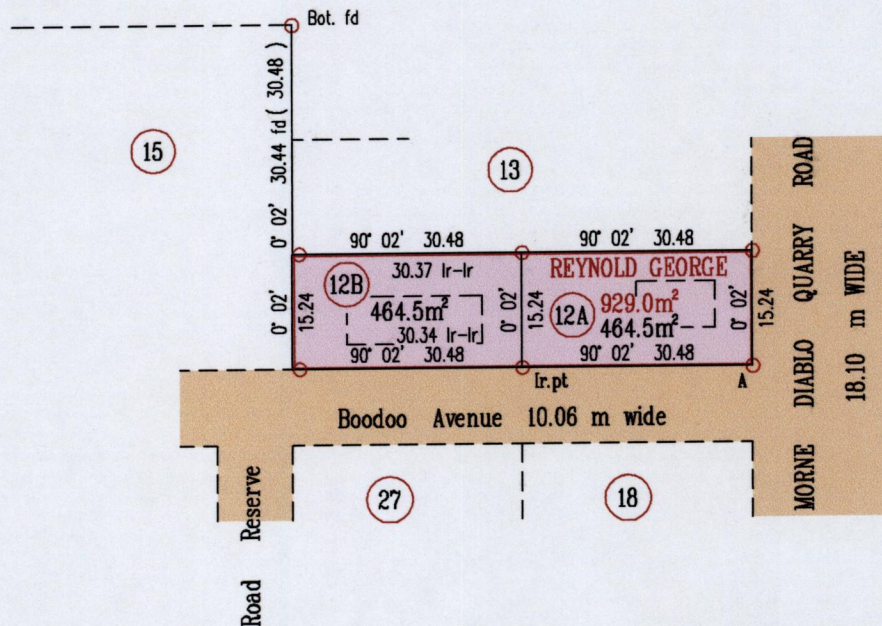 Bot. fd
0° 02' 30.44 fd ( 30.48 )
15
13
90° 02' 30.48
90° 02' 30.48
30.37 Ir-Ir
REYNOLD GEORGE
12B
464.5m²
30.34 Ir-Ir
90° 02' 30.48
0° 02'
15.24
0° 02'
15.24
12A
929.0m²
464.5m²
90° 02' 30.48
0° 02'
15.24
Ir.pt
A
Boodoo Avenue 10.06 m wide
27
18
Road Reserve
MORNE DIABLO QUARRY ROAD
18.10 m WIDE